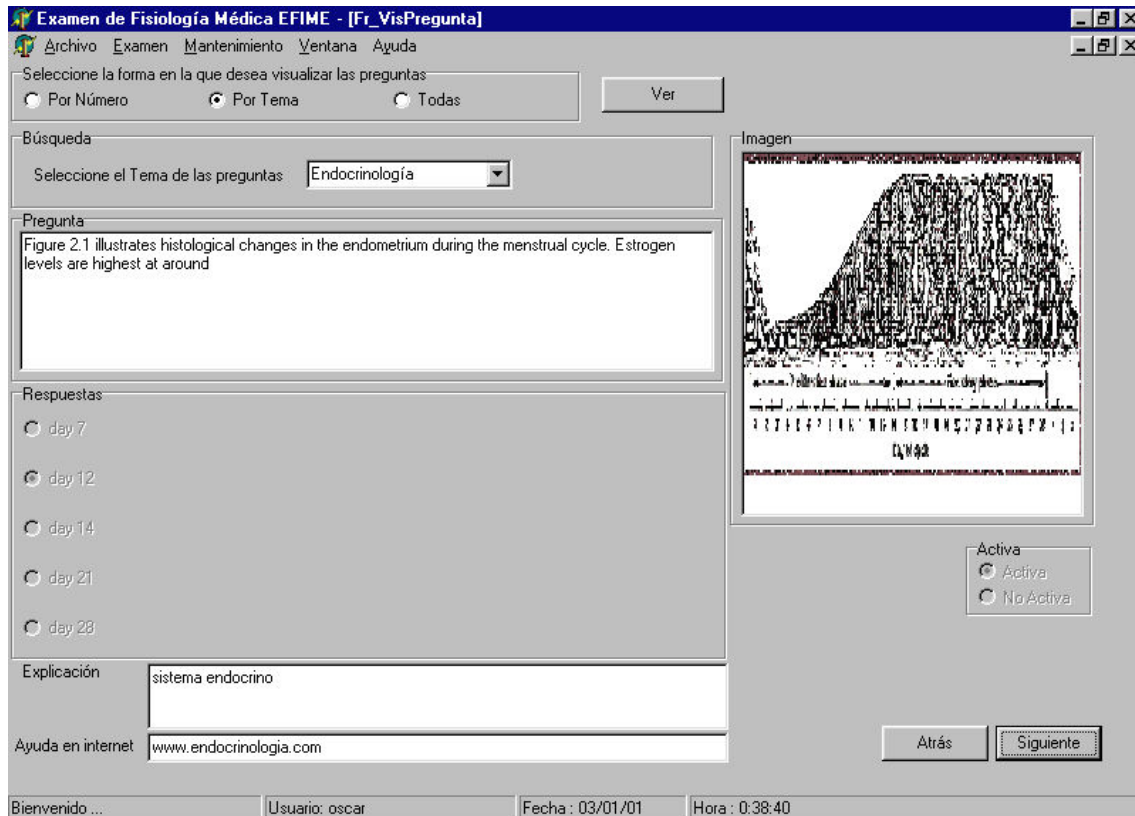 Examen de Fisiología Médica EFIME - [Fr_VisPregunta]
Archivo Examen Mantenimiento Ventana Ayuda
Seleccione la forma en la que desea visualizar las preguntas
Por Número Por Tema Todas
Ver
Búsqueda
Seleccione el Tema de las preguntas Endocrinología
Imagen
Pregunta
Figure 2.1 illustrates histological changes in the endometrium during the menstrual cycle. Estrogen
levels are highest at around
Respuestas
day 7
day 12
day 14
day 21
day 28
Activa
Activa
No Activa
Explicación
sistema endocrino
Ayuda en internet
www.endocrinologia.com
Atrás Siguiente
Bienvenido ... Usuario: oscar Fecha : 03/01/01 Hora : 0:38:40